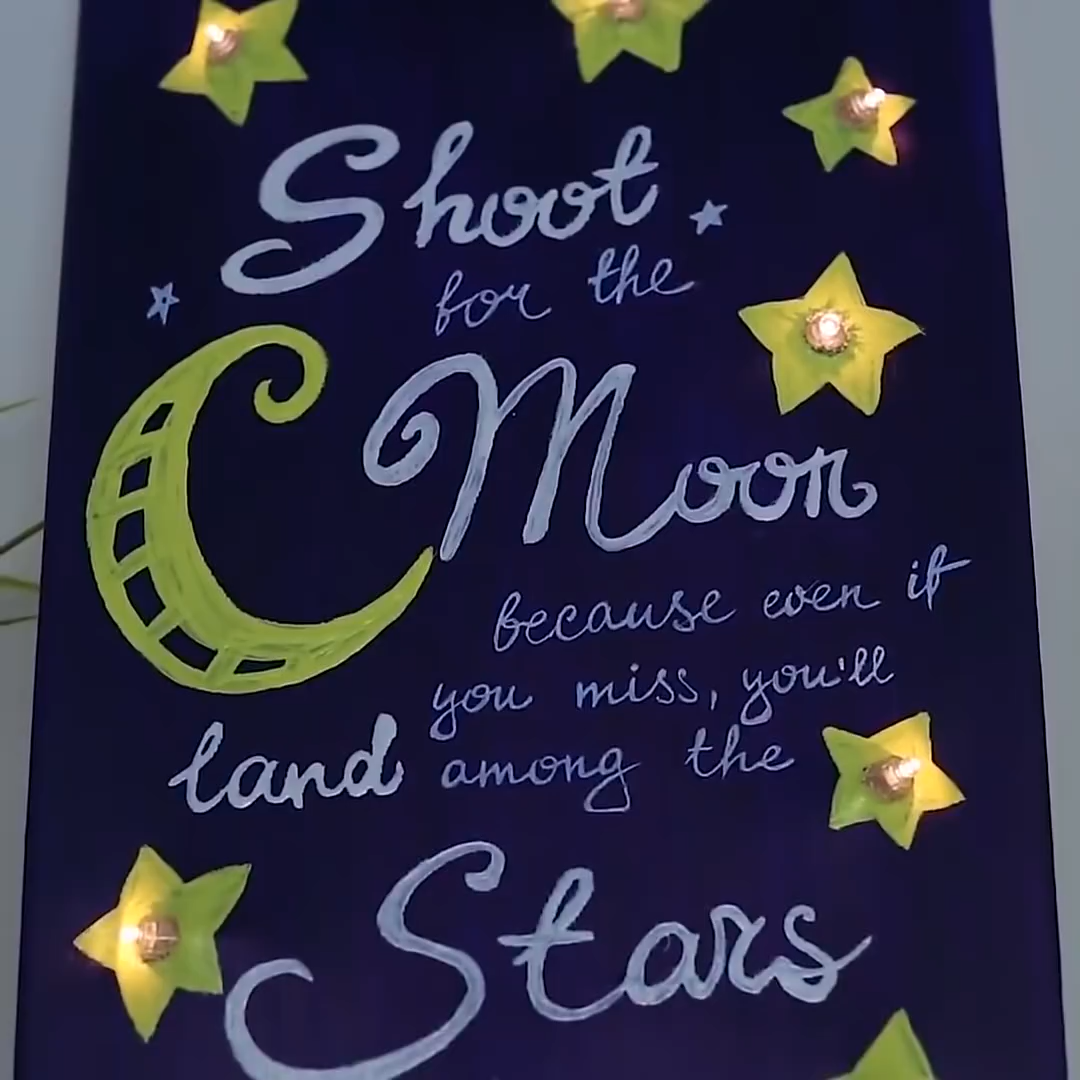 Shoot
for the
Moon
because even if
you miss, you'll
land among the
Stars